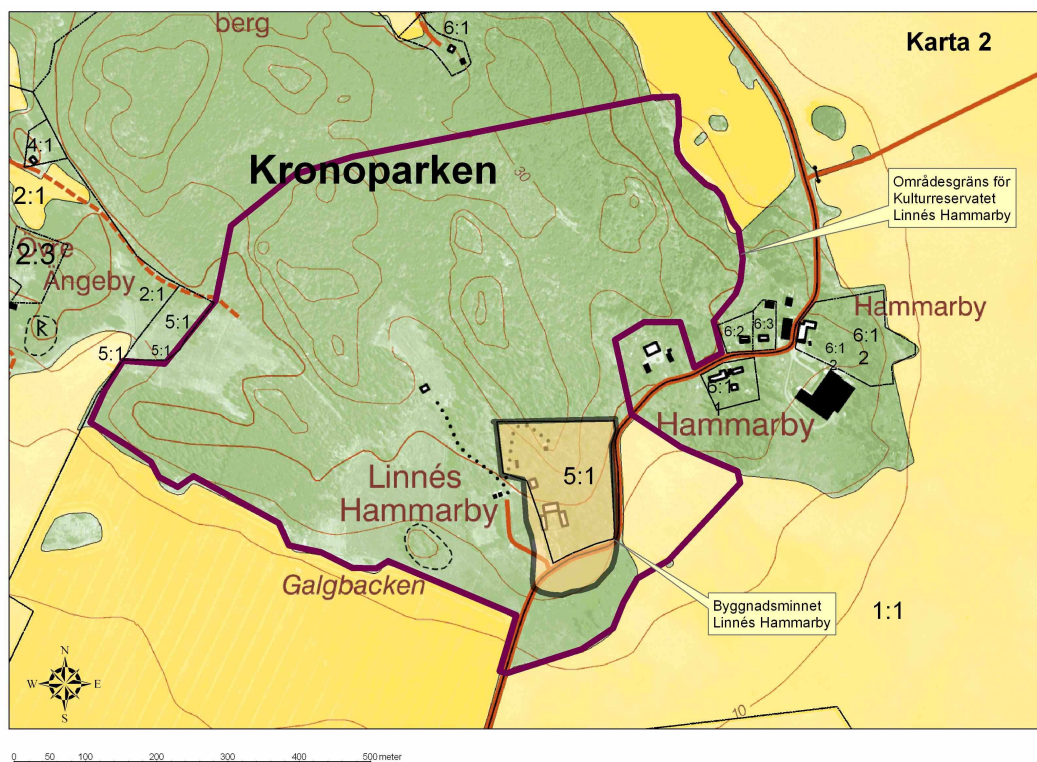 berg
6:1
Karta 2
4:1
Kronoparken
30
2:1
Områdesgräns för
Kulturreservatet
Linnés Hammarby
Övre
2:3
Ängeby
2:1
5:1
5:1
5:1
R
Hammarby
6:2
6:3
6:1
2
6:1
2
5:1
1
Hammarby
Linnés
Hammarby
5:1
Galgbacken
Byggnadsminnet
Linnés Hammarby
1:1
N
W
E
S
10
0 50 100 200 300 400 500 meter